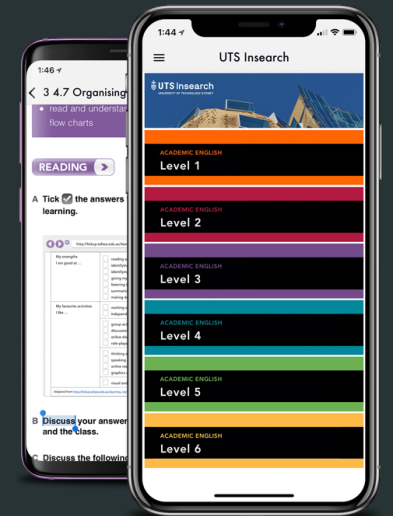 1:46
3 4.7 Organising
• read and understan
flow charts
READING
A Tick the answers
learning.
My strengths
I am good at ...
My favourite activities
I like ...
B Discuss your answer
and the class.
C Discuss the following
1:44
UTS Insearch
UTS Insearch
UNIVERSITY OF TECHNOLOGY SYDNEY
ACADEMIC ENGLISH
Level 1
ACADEMIC ENGLISH
Level 2
ACADEMIC ENGLISH
Level 3
ACADEMIC ENGLISH
Level 4
ACADEMIC ENGLISH
Level 5
ACADEMIC ENGLISH
Level 6